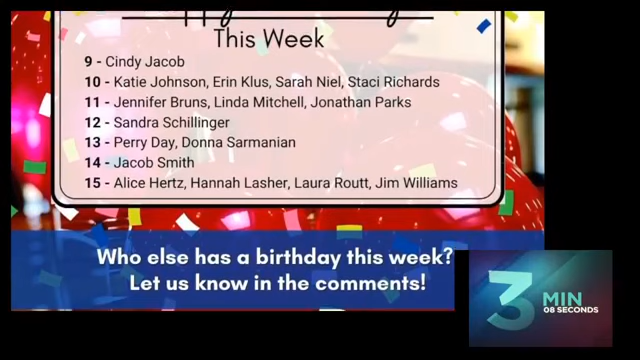 This Week
9 - Cindy Jacob
10 - Katie Johnson, Erin Klus, Sarah Niel, Staci Richards
11 - Jennifer Bruns, Linda Mitchell, Jonathan Parks
12 - Sandra Schillinger
13 - Perry Day, Donna Sarmanian
14 - Jacob Smith
15 - Alice Hertz, Hannah Lasher, Laura Routt, Jim Williams
Who else has a birthday this week?
Let us know in the comments!
3 MIN
08 SECONDS